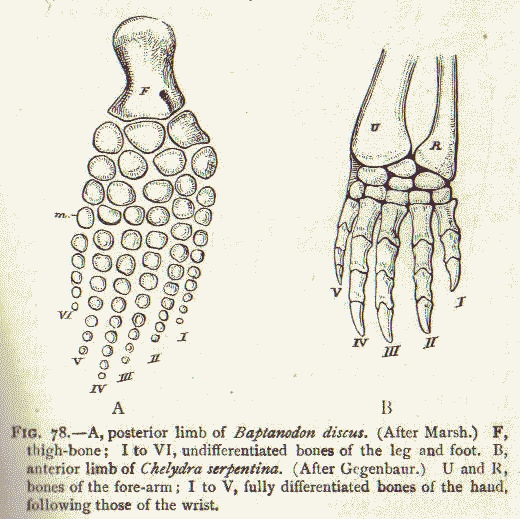 F
U
R
m.
VI
V
IV
III
II
I
V
IV
III
II
I
A
B
FIG. 78.—A, posterior limb of Baptanodon discus. (After Marsh.) F,
thigh-bone; I to VI, undifferentiated bones of the leg and foot. B,
anterior limb of Chelydra serpentina. (After Gegenbaur.) U and R,
bones of the fore-arm; I to V, fully differentiated bones of the hand,
following those of the wrist.